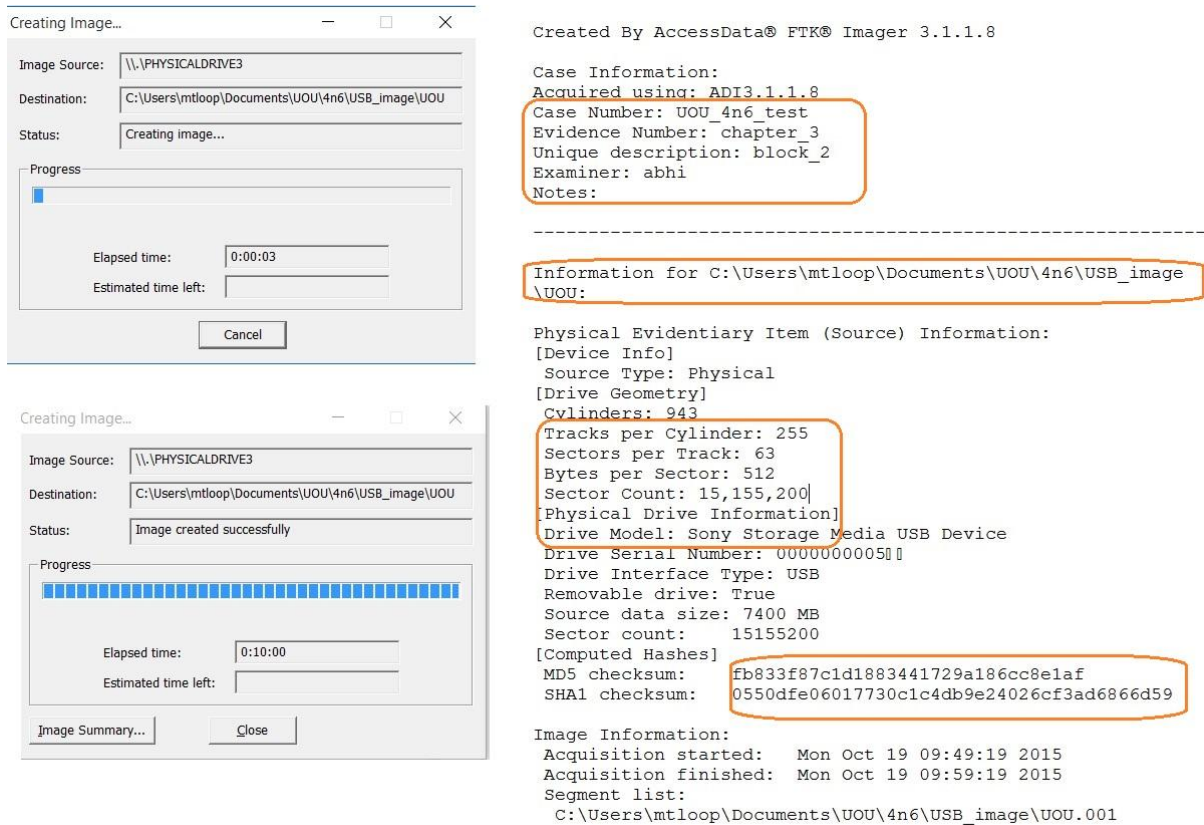 Creating Image...
Image Source: \\.\PHYSICALDRIVE3
Destination: C:\Users\mtloop\Documents\UOU\4n6\USB_image\UOU
Status: Creating image...
Progress
Elapsed time: 0:00:03
Estimated time left:
Cancel
Creating Image...
Image Source: \\.\PHYSICALDRIVE3
Destination: C:\Users\mtloop\Documents\UOU\4n6\USB_image\UOU
Status: Image created successfully
Progress
Elapsed time: 0:10:00
Estimated time left:
Image Summary...
Close
Created By AccessData® FTK® Imager 3.1.1.8
Case Information:
Acquired using: ADI3.1.1.8
Case Number: UOU_4n6_test
Evidence Number: chapter_3
Unique description: block_2
Examiner: abhi
Notes:
--------------------------------------------------------------
Information for C:\Users\mtloop\Documents\UOU\4n6\USB_image
\UOU:
Physical Evidentiary Item (Source) Information:
[Device Info]
Source Type: Physical
[Drive Geometry]
Cylinders: 943
Tracks per Cylinder: 255
Sectors per Track: 63
Bytes per Sector: 512
Sector Count: 15,155,200
[Physical Drive Information]
Drive Model: Sony Storage Media USB Device
Drive Serial Number: 0000000005▯▯
Drive Interface Type: USB
Removable drive: True
Source data size: 7400 MB
Sector count: 15155200
[Computed Hashes]
MD5 checksum: fb833f87c1d1883441729a186cc8e1af
SHA1 checksum: 0550dfe06017730c1c4db9e24026cf3ad6866d59
Image Information:
Acquisition started: Mon Oct 19 09:49:19 2015
Acquisition finished: Mon Oct 19 09:59:19 2015
Segment list:
C:\Users\mtloop\Documents\UOU\4n6\USB_image\UOU.001